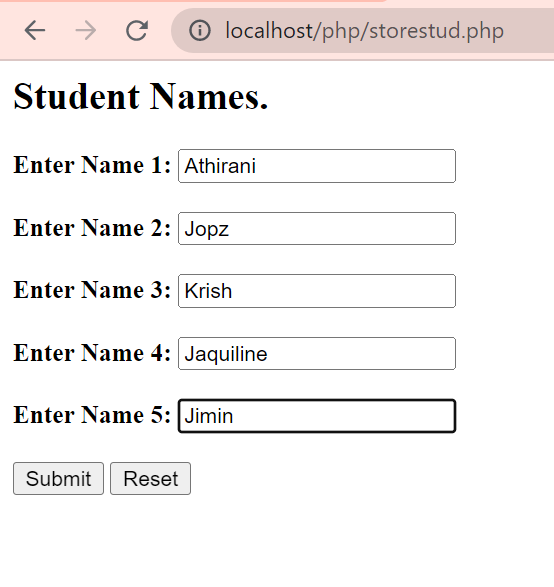 localhost/php/storestud.php
Student Names.
Enter Name 1: Athirani
Enter Name 2: Jopz
Enter Name 3: Krish
Enter Name 4: Jaquiline
Enter Name 5: Jimin
Submit Reset